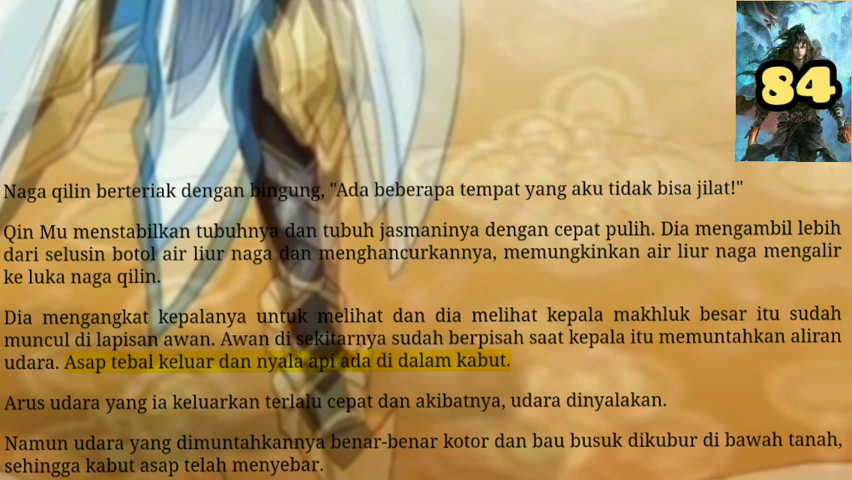 84
Naga qilin berteriak dengan bingung, "Ada beberapa tempat yang aku tidak bisa jilat!"
Qin Mu menstabilkan tubuhnya dan tubuh jasmaninya dengan cepat pulih. Dia mengambil lebih
dari selusin botol air liur naga dan menghancurkannya, memungkinkan air liur naga mengalir
ke luka naga qilin.
Dia mengangkat kepalanya untuk melihat dan dia melihat kepala makhluk besar itu sudah
muncul di lapisan awan. Awan di sekitarnya sudah berpisah saat kepala itu memuntahkan aliran
udara. Asap tebal keluar dan nyala api ada di dalam kabut.
Arus udara yang ia keluarkan terlalu cepat dan akibatnya, udara dinyalakan.
Namun udara yang dimuntahkannya benar-benar kotor dan bau busuk dikubur di bawah tanah,
sehingga kabut asap telah menyebar.